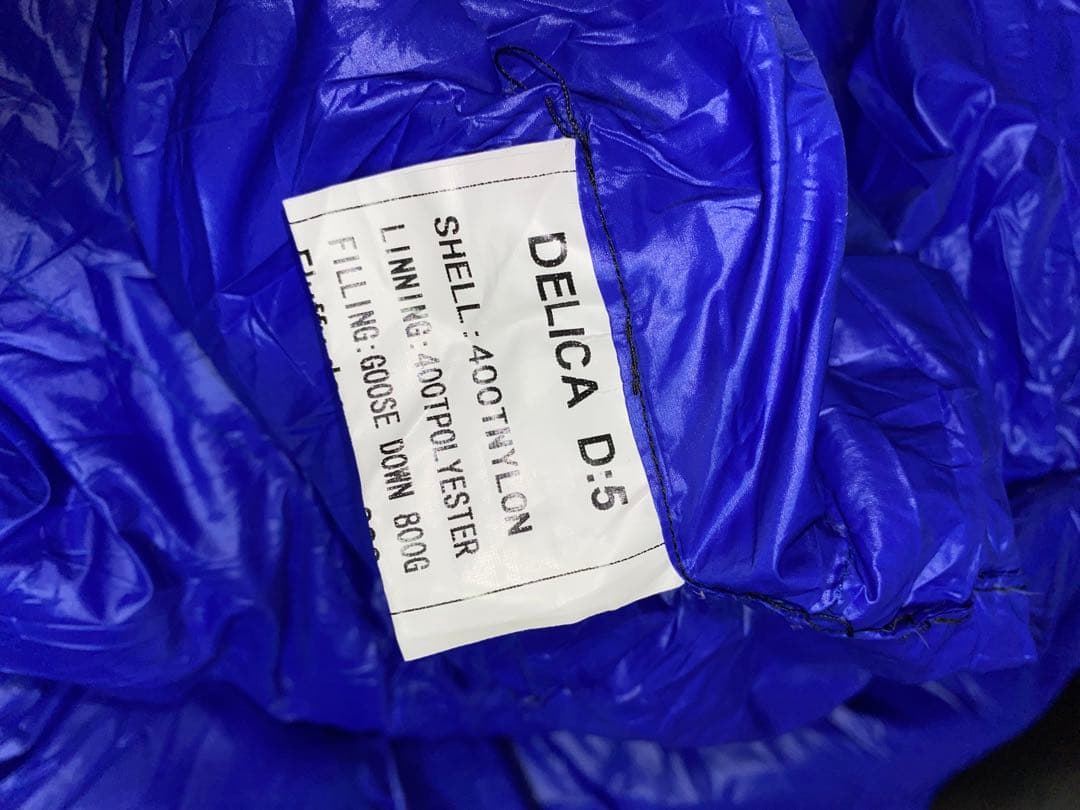 DELICA D:5
SHELL:400TNYLON
LINNING:400TPOLYESTER
FILLING:GOOSE DOWN 800G